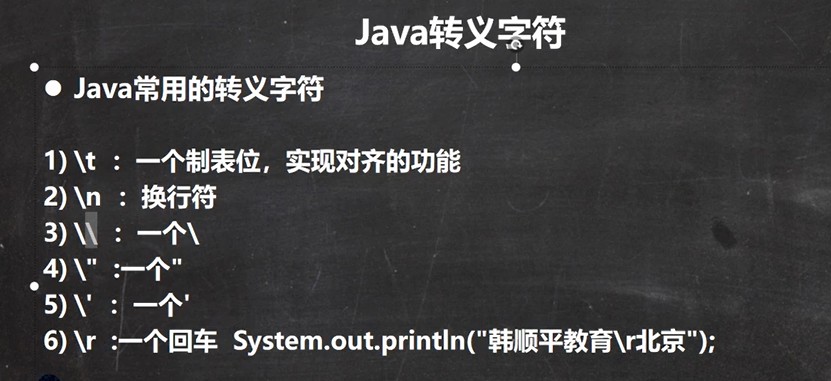 Java转义字符
Java常用的转义字符
1) \t : 一个制表位，实现对齐的功能
2) \n : 换行符
3) \\ : 一个\
4) \" :一个"
5) \' : 一个'
6) \r :一个回车 System.out.println("韩顺平教育\r北京");